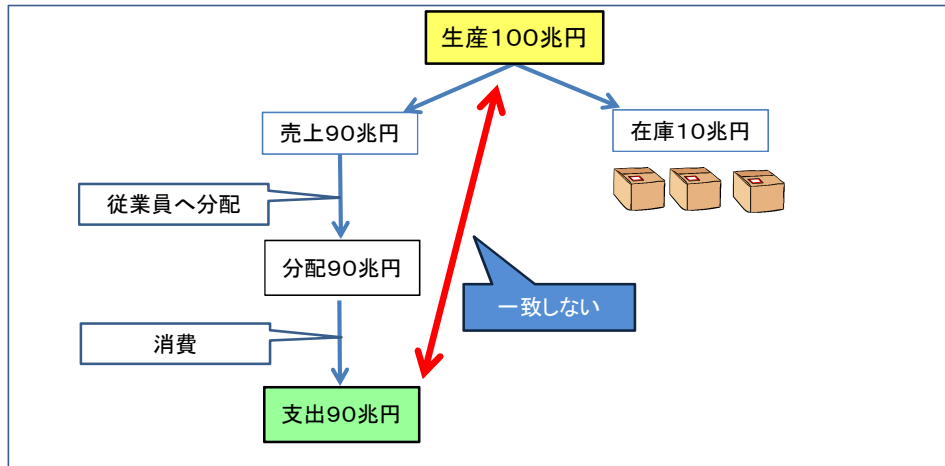 生産１００兆円
売上９０兆円
在庫１０兆円
従業員へ分配
分配９０兆円
一致しない
消費
支出９０兆円